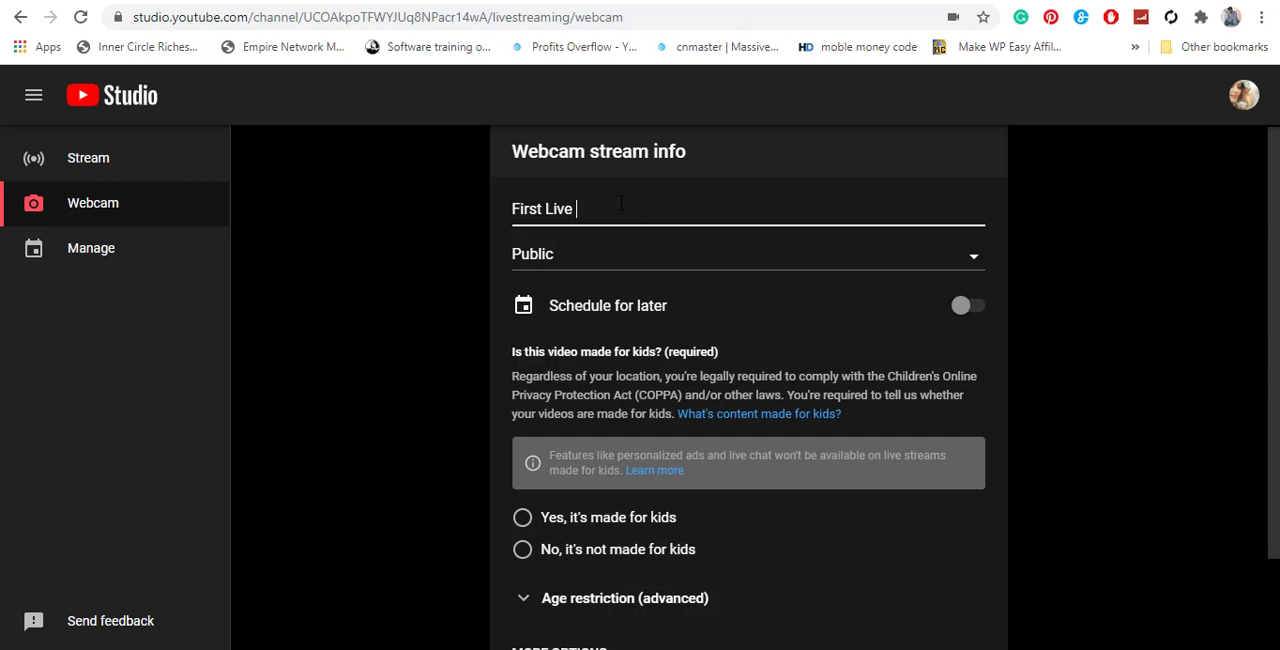 studio.youtube.com/channel/UCOAkpoTFWYJUq8NPacr14wA/livestreaming/webcam
Apps
Inner Circle Riches...
Empire Network M...
Software training o...
Profits Overflow - Y...
cnmaster | Massive...
HD moble money code
Make WP Easy Affil...
»
Other bookmarks
Studio
Stream
Webcam
Manage
Send feedback
Webcam stream info
First Live
Public
Schedule for later
Is this video made for kids? (required)
Regardless of your location, you're legally required to comply with the Children's Online
Privacy Protection Act (COPPA) and/or other laws. You're required to tell us whether
your videos are made for kids. What's content made for kids?
Features like personalized ads and live chat won't be available on live streams
made for kids. Learn more
Yes, it's made for kids
No, it's not made for kids
Age restriction (advanced)
MORE OPTIONS